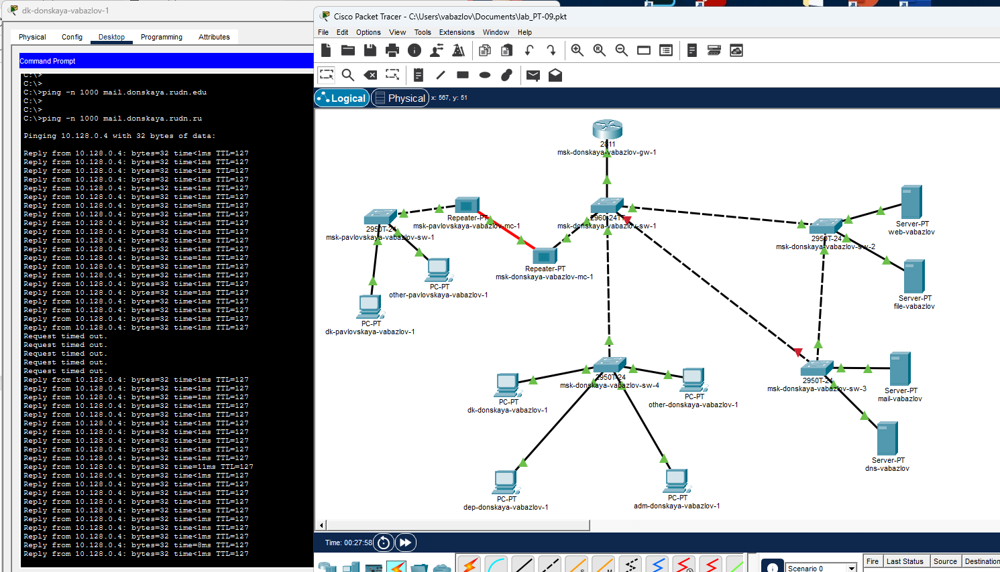 dk-donskaya-vabazlov-1
Physical Config Desktop Programming Attributes
Command Prompt
C:\>
C:\>
C:\>ping -n 1000 mail.donskaya.rudn.edu
C:\>
C:\>
C:\>ping -n 1000 mail.donskaya.rudn.ru
Pinging 10.128.0.4 with 32 bytes of data:
Reply from 10.128.0.4: bytes=32 time<1ms TTL=127
Reply from 10.128.0.4: bytes=32 time<1ms TTL=127
Reply from 10.128.0.4: bytes=32 time<1ms TTL=127
Reply from 10.128.0.4: bytes=32 time<1ms TTL=127
Reply from 10.128.0.4: bytes=32 time<1ms TTL=127
Reply from 10.128.0.4: bytes=32 time<1ms TTL=127
Reply from 10.128.0.4: bytes=32 time=5ms TTL=127
Reply from 10.128.0.4: bytes=32 time=1ms TTL=127
Reply from 10.128.0.4: bytes=32 time=1ms TTL=127
Reply from 10.128.0.4: bytes=32 time<1ms TTL=127
Reply from 10.128.0.4: bytes=32 time<1ms TTL=127
Reply from 10.128.0.4: bytes=32 time<1ms TTL=127
Reply from 10.128.0.4: bytes=32 time<1ms TTL=127
Reply from 10.128.0.4: bytes=32 time=1ms TTL=127
Reply from 10.128.0.4: bytes=32 time<1ms TTL=127
Reply from 10.128.0.4: bytes=32 time<1ms TTL=127
Reply from 10.128.0.4: bytes=32 time=1ms TTL=127
Reply from 10.128.0.4: bytes=32 time<1ms TTL=127
Reply from 10.128.0.4: bytes=32 time<1ms TTL=127
Reply from 10.128.0.4: bytes=32 time<1ms TTL=127
Reply from 10.128.0.4: bytes=32 time<1ms TTL=127
Request timed out.
Request timed out.
Request timed out.
Request timed out.
Request timed out.
Reply from 10.128.0.4: bytes=32 time<1ms TTL=127
Reply from 10.128.0.4: bytes=32 time<1ms TTL=127
Reply from 10.128.0.4: bytes=32 time=1ms TTL=127
Reply from 10.128.0.4: bytes=32 time<1ms TTL=127
Reply from 10.128.0.4: bytes=32 time<1ms TTL=127
Reply from 10.128.0.4: bytes=32 time<1ms TTL=127
Reply from 10.128.0.4: bytes=32 time<1ms TTL=127
Reply from 10.128.0.4: bytes=32 time<1ms TTL=127
Reply from 10.128.0.4: bytes=32 time<1ms TTL=127
Reply from 10.128.0.4: bytes=32 time<1ms TTL=127
Reply from 10.128.0.4: bytes=32 time=11ms TTL=127
Reply from 10.128.0.4: bytes=32 time<1ms TTL=127
Reply from 10.128.0.4: bytes=32 time<1ms TTL=127
Reply from 10.128.0.4: bytes=32 time<1ms TTL=127
Reply from 10.128.0.4: bytes=32 time<1ms TTL=127
Reply from 10.128.0.4: bytes=32 time<1ms TTL=127
Reply from 10.128.0.4: bytes=32 time<1ms TTL=127
Reply from 10.128.0.4: bytes=32 time<1ms TTL=127
Reply from 10.128.0.4: bytes=32 time<1ms TTL=127
Reply from 10.128.0.4: bytes=32 time=8ms TTL=127
Reply from 10.128.0.4: bytes=32 time<1ms TTL=127
Cisco Packet Tracer - C:\Users\vabazlov\Documents\lab_PT-09.pkt
File Edit Options View Tools Extensions Window Help
Logical Physical x: 567, y: 51
2811
msk-donskaya-vabazlov-gw-1
2960-24TT
msk-donskaya-vabazlov-sw-1
Repeater-PT
msk-pavlovskaya-vabazlov-mc-1
2950T-24
msk-pavlovskaya-vabazlov-sw-1
Repeater-PT
msk-donskaya-vabazlov-mc-1
PC-PT
other-pavlovskaya-vabazlov-1
PC-PT
dk-pavlovskaya-vabazlov-1
2950T-24
msk-donskaya-vabazlov-sw-2
Server-PT
web-vabazlov
Server-PT
file-vabazlov
2950T-24
msk-donskaya-vabazlov-sw-4
PC-PT
dk-donskaya-vabazlov-1
PC-PT
other-donskaya-vabazlov-1
2950T-24
msk-donskaya-vabazlov-sw-3
Server-PT
mail-vabazlov
Server-PT
dns-vabazlov
PC-PT
dep-donskaya-vabazlov-1
PC-PT
adm-donskaya-vabazlov-1
Time: 00:27:58
Scenario 0
Fire Last Status Source Destination